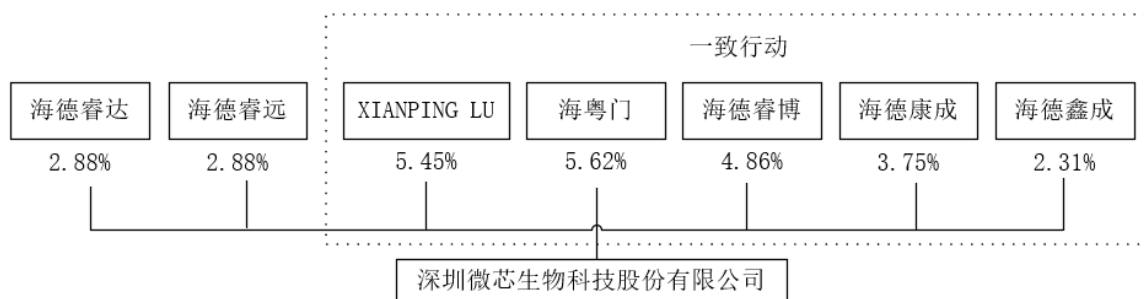 一致行动
海德睿达
海德睿远
XIANPING LU
海粤门
海德睿博
海德康成
海德鑫成
2.88%
2.88%
5.45%
5.62%
4.86%
3.75%
2.31%
深圳微芯生物科技股份有限公司